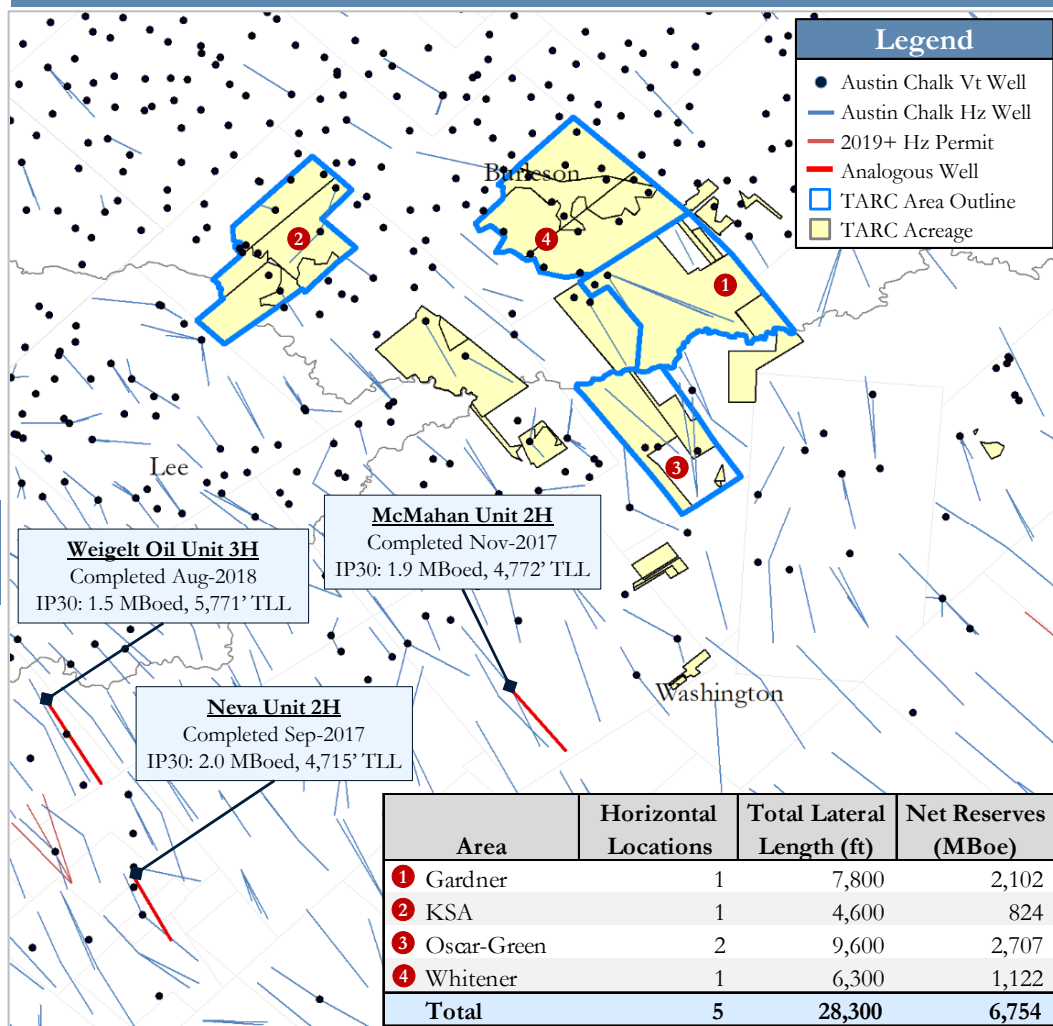 Legend
Austin Chalk Vt Well
Austin Chalk Hz Well
2019+ Hz Permit
Analogous Well
TARC Area Outline
TARC Acreage
Burleson
2
4
1
3
Lee
McMahan Unit 2H
Completed Nov-2017
IP30: 1.9 MBoed, 4,772’ TLL
Weigelt Oil Unit 3H
Completed Aug-2018
IP30: 1.5 MBoed, 5,771’ TLL
Washington
Neva Unit 2H
Completed Sep-2017
IP30: 2.0 MBoed, 4,715’ TLL
Horizontal Total Lateral Net Reserves
Area Locations Length (ft) (MBoe)
1 Gardner 1 7,800 2,102
2 KSA 1 4,600 824
3 Oscar-Green 2 9,600 2,707
4 Whitener 1 6,300 1,122
Total 5 28,300 6,754